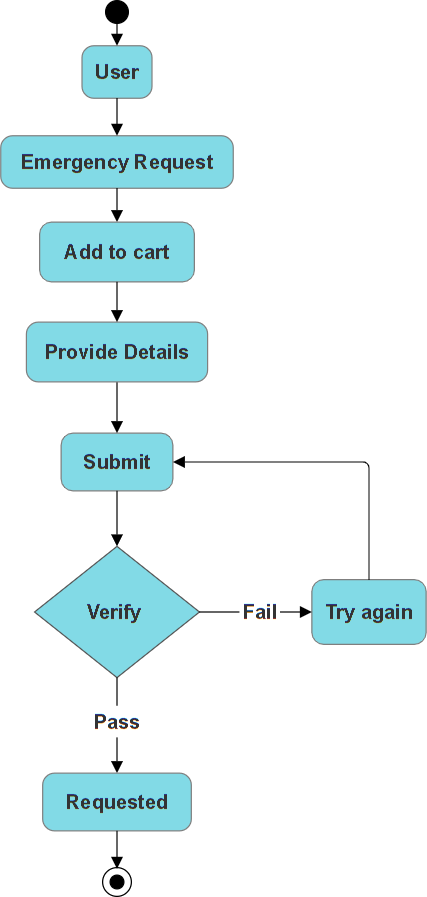 User
Emergency Request
Add to cart
Provide Details
Submit
Verify
Fail
Try again
Pass
Requested